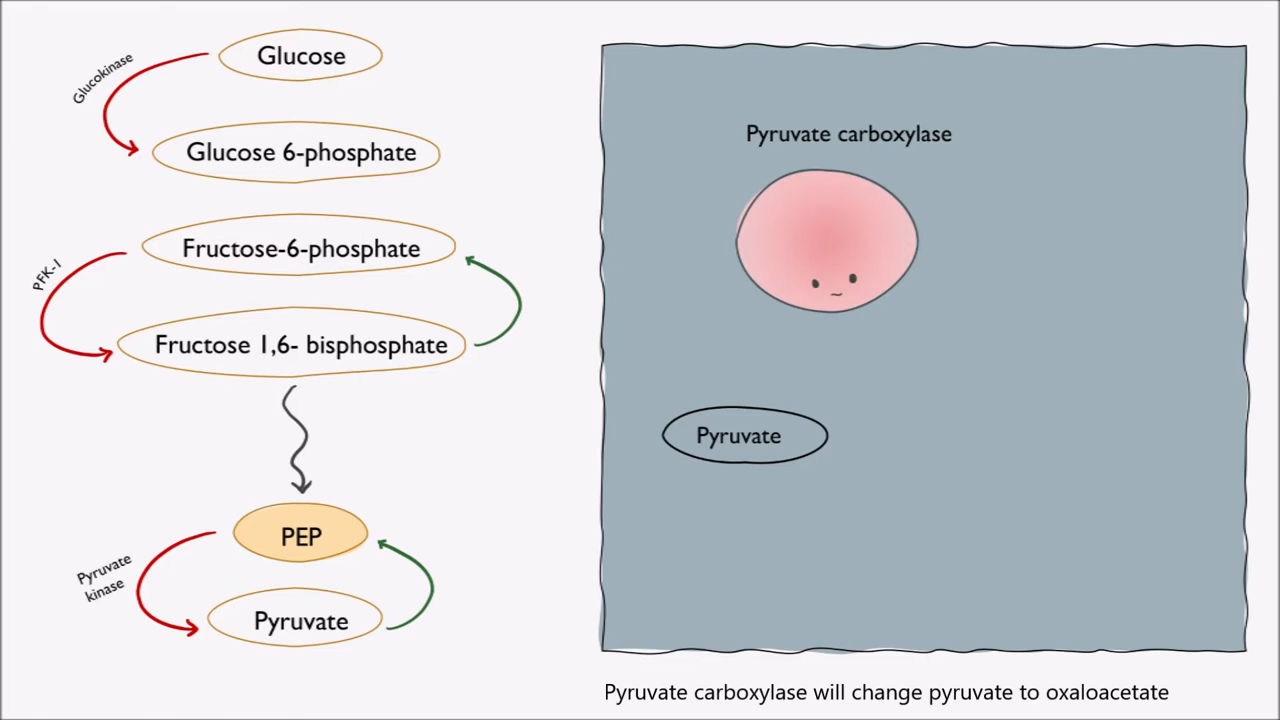 Glucose
Glucokinase
Glucose 6-phosphate
Fructose-6-phosphate
PFK-1
Fructose 1,6- bisphosphate
PEP
Pyruvate
kinase
Pyruvate
Pyruvate carboxylase
Pyruvate
Pyruvate carboxylase will change pyruvate to oxaloacetate